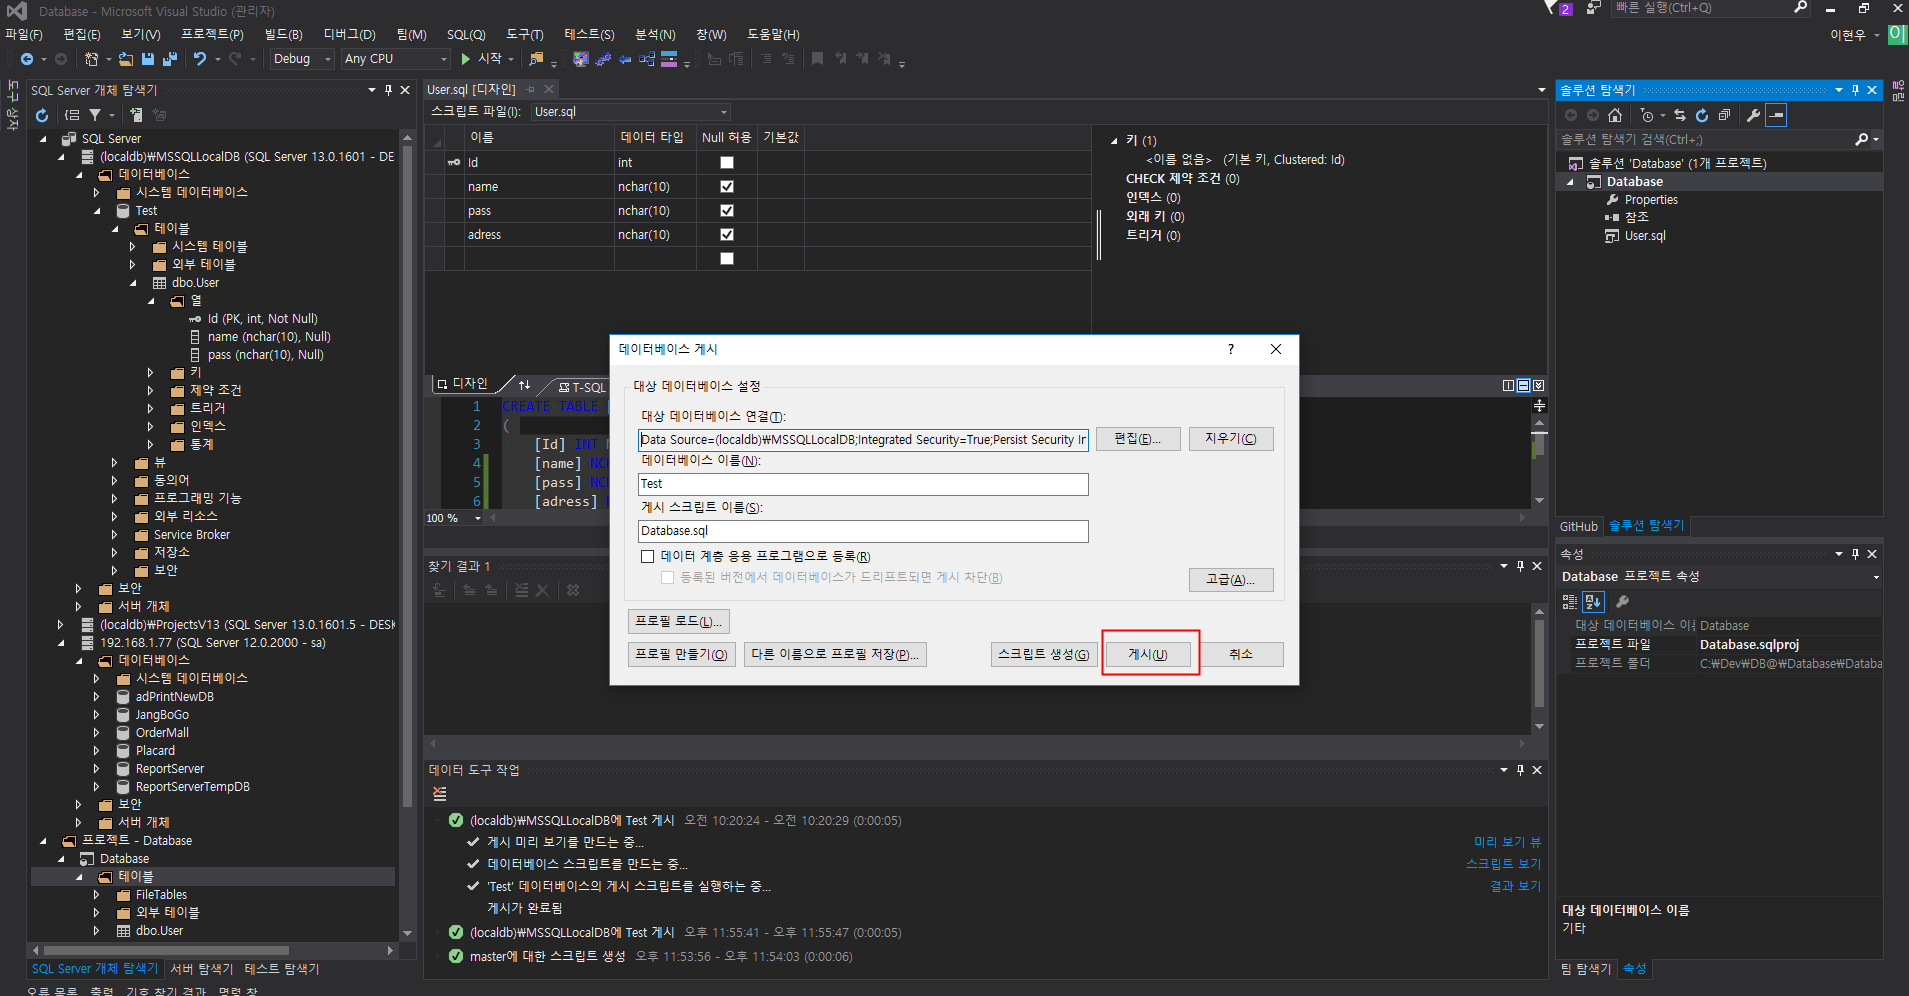 Database - Microsoft Visual Studio (관리자)
2
빠른 실행(Ctrl+Q)
파일(F) 편집(E) 보기(V) 프로젝트(P) 빌드(B) 디버그(D) 팀(M) SQL(Q) 도구(T) 테스트(S) 분석(N) 창(W) 도움말(H)
이현우
이
Debug Any CPU 시작
도구 상자
SQL Server 개체 탐색기
SQL Server
(localdb)₩MSSQLLocalDB (SQL Server 13.0.1601 - DE
데이터베이스
시스템 데이터베이스
Test
테이블
시스템 테이블
외부 테이블
dbo.User
열
Id (PK, int, Not Null)
name (nchar(10), Null)
pass (nchar(10), Null)
키
제약 조건
트리거
인덱스
통계
뷰
동의어
프로그래밍 기능
외부 리소스
Service Broker
저장소
보안
보안
서버 개체
(localdb)₩ProjectsV13 (SQL Server 13.0.1601.5 - DESK
192.168.1.77 (SQL Server 12.0.2000 - sa)
데이터베이스
시스템 데이터베이스
adPrintNewDB
JangBoGo
OrderMall
Placard
ReportServer
ReportServerTempDB
보안
서버 개체
프로젝트 - Database
Database
테이블
FileTables
외부 테이블
dbo.User
SQL Server 개체 탐색기 서버 탐색기 테스트 탐색기
오류 목록 출력 기호 찾기 결과 명령 창
User.sql [디자인]
스크립트 파일(I): User.sql
이름 데이터 타입 Null 허용 기본값
Id int
name nchar(10)
pass nchar(10)
adress nchar(10)
키 (1)
<이름 없음> (기본 키, Clustered: Id)
CHECK 제약 조건 (0)
인덱스 (0)
외래 키 (0)
트리거 (0)
디자인 T-SQL
1 CREATE TABLE [
2 (
3 [Id] INT N
4 [name] NCH
5 [pass] NCH
6 [adress] N
100 %
데이터베이스 게시
?
대상 데이터베이스 설정
대상 데이터베이스 연결(T):
Data Source=(localdb)₩MSSQLLocalDB;Integrated Security=True;Persist Security Ir
편집(E)... 지우기(C)
데이터베이스 이름(N):
Test
게시 스크립트 이름(S):
Database.sql
데이터 계층 응용 프로그램으로 등록(R)
등록된 버전에서 데이터베이스가 드리프트되면 게시 차단(B)
고급(A)...
프로필 로드(L)...
프로필 만들기(O) 다른 이름으로 프로필 저장(P)... 스크립트 생성(G) 게시(U) 취소
찾기 결과 1
데이터 도구 작업
(localdb)₩MSSQLLocalDB에 Test 게시 오전 10:20:24 - 오전 10:20:29 (0:00:05)
게시 미리 보기를 만드는 중... 미리 보기 뷰
데이터베이스 스크립트를 만드는 중... 스크립트 보기
'Test' 데이터베이스의 게시 스크립트를 실행하는 중... 결과 보기
게시가 완료됨
(localdb)₩MSSQLLocalDB에 Test 게시 오후 11:55:41 - 오후 11:55:47 (0:00:05)
master에 대한 스크립트 생성 오후 11:53:56 - 오후 11:54:03 (0:00:06)
솔루션 탐색기
솔루션 탐색기 검색(Ctrl+;)
솔루션 'Database' (1개 프로젝트)
Database
Properties
참조
User.sql
GitHub 솔루션 탐색기
속성
Database 프로젝트 속성
대상 데이터베이스 이름 Database
프로젝트 파일 Database.sqlproj
프로젝트 폴더 C:₩Dev₩DB@₩Database₩Databa
대상 데이터베이스 이름
기타
팀 탐색기 속성
알림